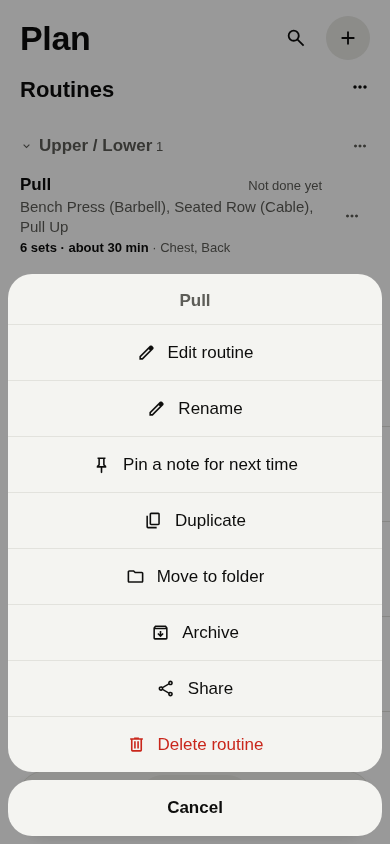 Plan
Routines
Upper / Lower 1
Pull
Not done yet
Bench Press (Barbell), Seated Row (Cable),
Pull Up
6 sets · about 30 min · Chest, Back
Pull
Edit routine
Rename
Pin a note for next time
Duplicate
Move to folder
Archive
Share
Delete routine
Cancel